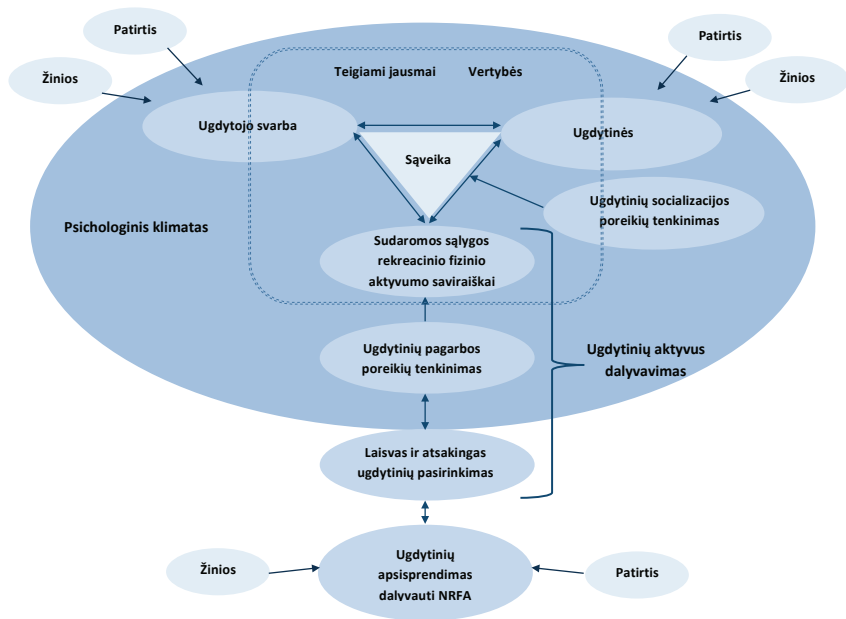 Patirtis
Patirtis
Žinios
Žinios
Teigiami jausmai
Vertybės
Ugdytojo svarba
Ugdytinės
Sąveika
Ugdytinių socializacijos
poreikių tenkinimas
Psichologinis klimatas
Sudaromos sąlygos
rekreacinio fizinio
aktyvumo saviraiškai
Ugdytinių pagarbos
poreikių tenkinimas
Ugdytinių aktyvus
dalyvavimas
Laisvas ir atsakingas
ugdytinių pasirinkimas
Ugdytinių
apsisprendimas
dalyvauti NRFA
Žinios
Patirtis